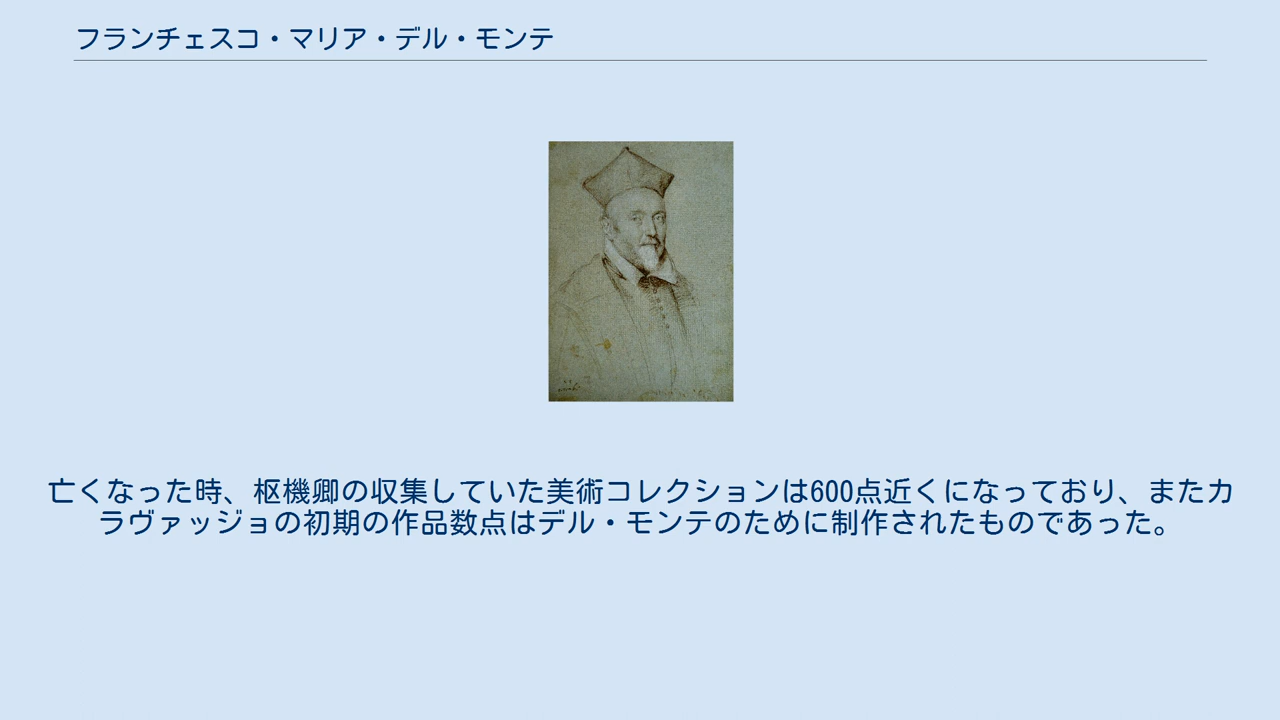 フランチェスコ・マリア・デル・モンテ
亡くなった時、枢機卿の収集していた美術コレクションは600点近くになっており、またカ
ラヴァッジョの初期の作品数点はデル・モンテのために制作されたものであった。